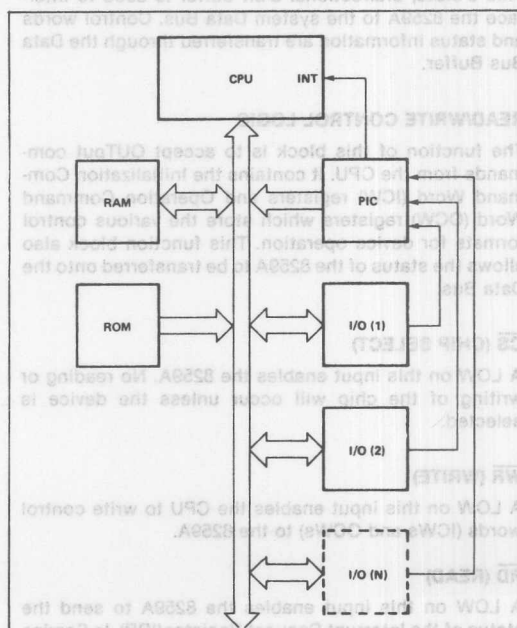 face the 8259A to the system Data Bus. Control words
and status information are transferred through the Data
Bus Buffer.
CPU INT
READ/WRITE CONTROL LOGIC
The function of this block is to accept OUTput com-
mands from the CPU. It contains the Initialization Com-
mand Word (ICW) registers and Operation Command
Word (OCW) registers which store the various control
formats for device operation. This function block also
allows the status of the 8259A to be transferred onto the
Data Bus.
RAM
PIC
ROM
I/O (1)
CS (CHIP SELECT)
A LOW on this input enables the 8259A. No reading or
writing of the chip will occur unless the device is
selected.
I/O (2)
WR (WRITE)
A LOW on this input enables the CPU to write control
words (ICWs and OCWs) to the 8259A.
I/O (N)
RD (READ)
A LOW on this input enables the 8259A to send the